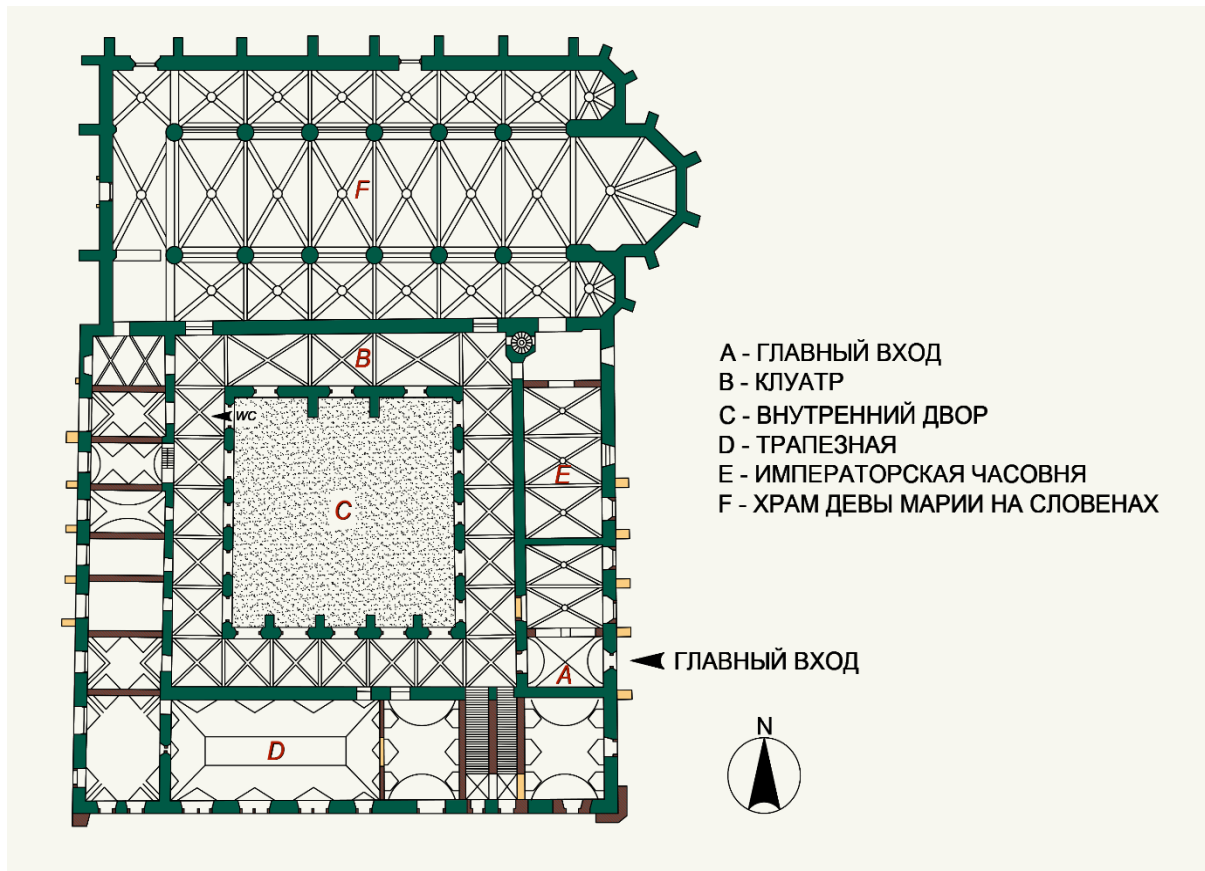 F
B
WC
C
E
A
D
A - ГЛАВНЫЙ ВХОД
B - КЛУАТР
C - ВНУТРЕННИЙ ДВОР
D - ТРАПЕЗНАЯ
E - ИМПЕРАТОРСКАЯ ЧАСОВНЯ
F - ХРАМ ДЕВЫ МАРИИ НА СЛОВЕНАХ
ГЛАВНЫЙ ВХОД
N